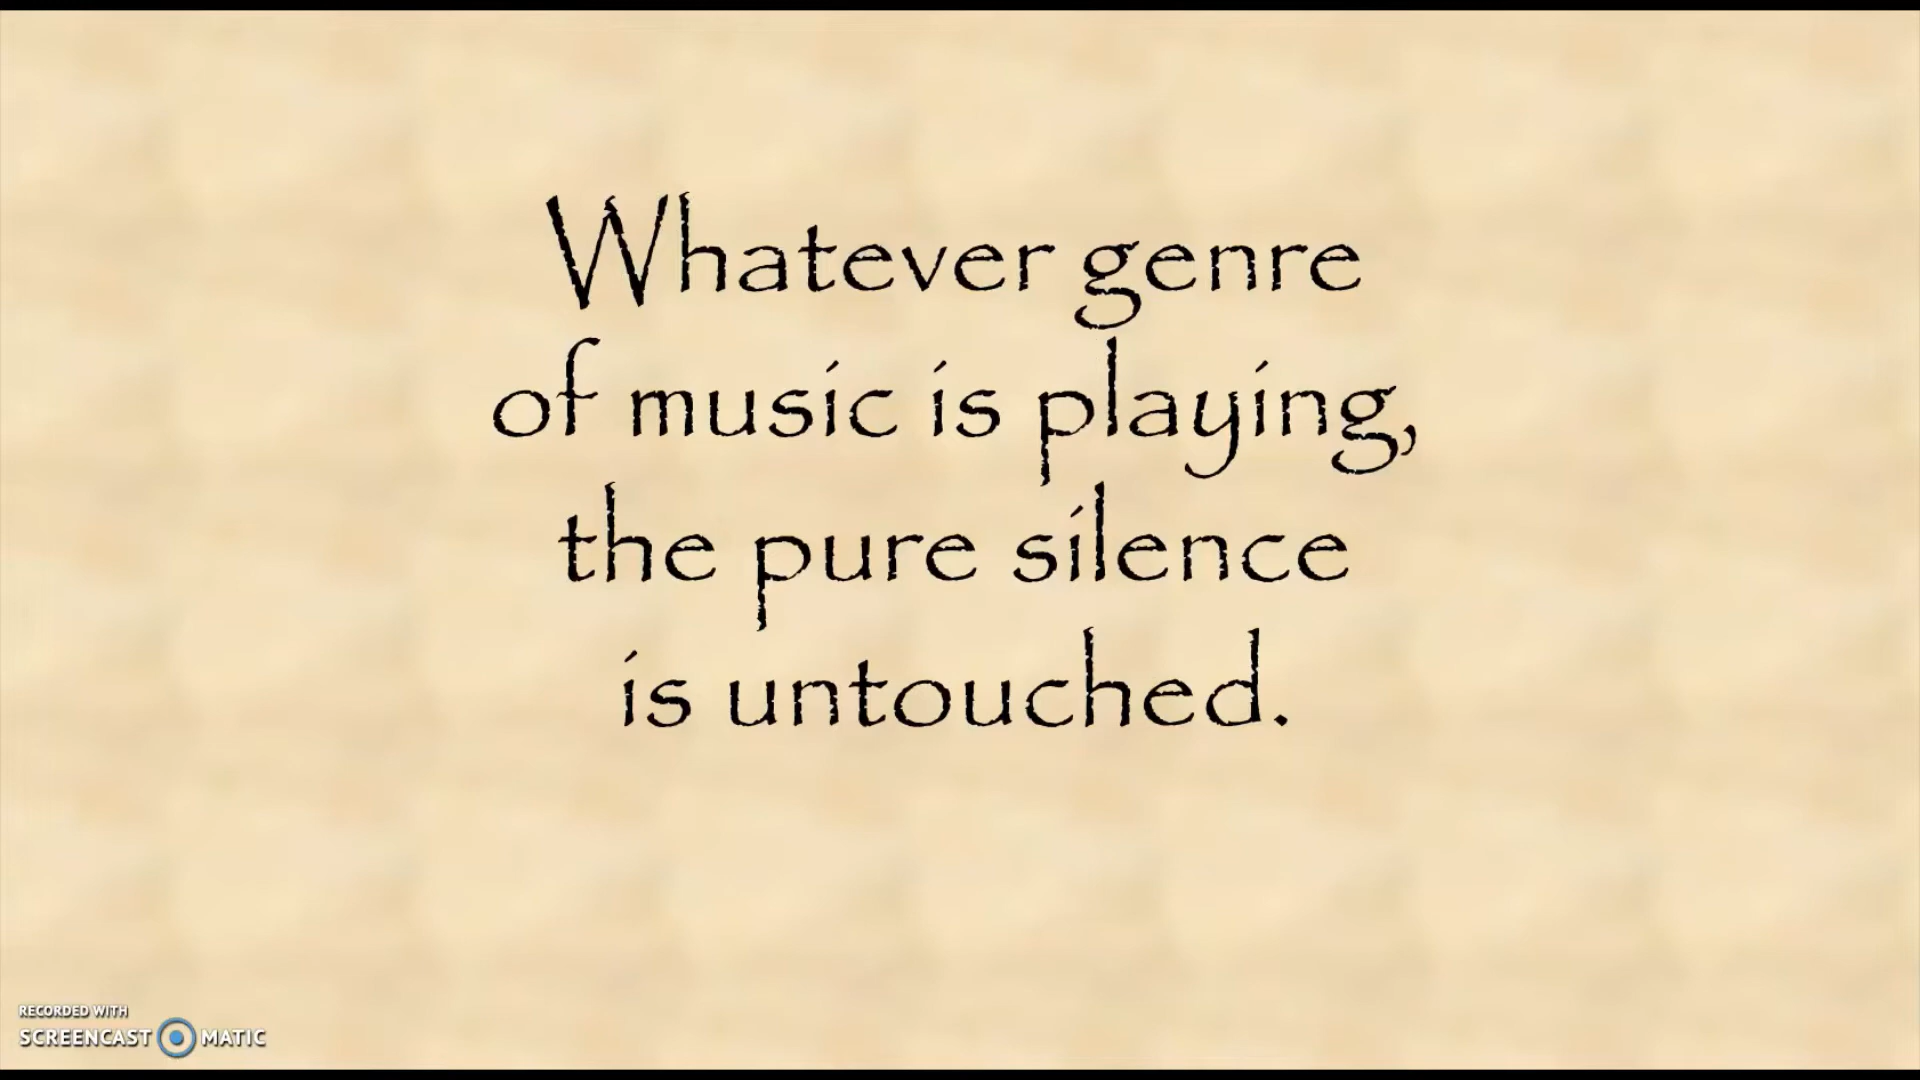 Whatever genre
of music is playing,
the pure silence
is untouched.
RECORDED WITH
SCREENCAST MATIC